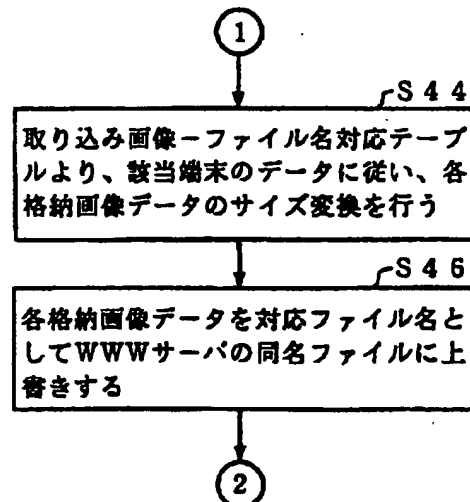 1
S44
取り込み画像−ファイル名対応テーブ
ルより、該当端末のデータに従い、各
格納画像データのサイズ変換を行う
S46
各格納画像データを対応ファイル名と
してWWWサーバの同名ファイルに上
書きする
2